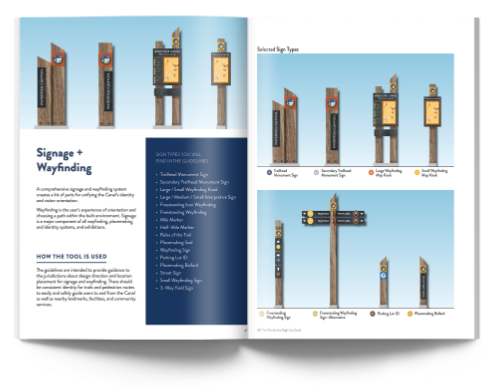 Signage +
Wayfinding
A comprehensive signage and wayfinding system
creates a kit of parts for unifying the Canal's identity
and visitor orientation.
Wayfinding is the user's experience of orientation and
choosing a path within the built environment. Signage
is a major component of all wayfinding, placemaking
and identity systems, and exhibitions.
HOW THE TOOL IS USED
The guidelines are intended to provide guidance to
the jurisdictions about design direction and location
placement for signage and wayfinding. There should
be consistent identity for trails and pedestrian routes
to easily and safely guide users to and from the Canal
as well as nearby landmarks, facilities, and community
services.
SIGN TYPES YOU WILL
FIND IN THE GUIDELINES
• Trailhead Monument Sign
• Secondary Trailhead Monument Sign
• Large / Small Wayfinding Kiosk
• Large / Medium / Small Interpretive Sign
• Freestanding Icon Wayfinding
• Freestanding Wayfinding
• Mile Marker
• Half-Mile Marker
• Rules of the Trail
• Placemaking Seal
• Wayfinding Sign
• Parking Lot ID
• Placemaking Bollard
• Street Sign
• Small Wayfinding Sign
• 3-Way Yield Sign
Selected Sign Types
Trailhead
Monument Sign
Secondary Trailhead
Monument Sign
Large Wayfinding
Map Kiosk
Small Wayfinding
Map Kiosk
Freestanding
Wayfinding Sign
Freestanding Wayfinding
Sign
Parking Lot ID
Placemaking Bollard